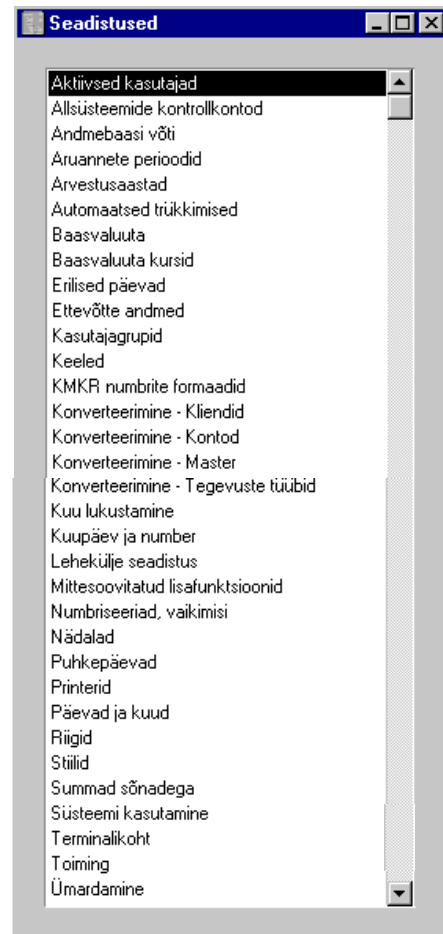 Seadistused
Aktiivsed kasutajad
Allsüsteemide kontrollkontod
Andmebaasi võti
Aruannete perioodid
Arvestusaastad
Automaatsed trükkimised
Baasvaluuta
Baasvaluuta kursid
Erilised päevad
Ettevõtte andmed
Kasutajagrupid
Keeled
KMKR numbrite formaadid
Konverteerimine - Kliendid
Konverteerimine - Kontod
Konverteerimine - Master
Konverteerimine - Tegevuste tüübid
Kuu lukustamine
Kuupäev ja number
Lehekülje seadistus
Mittesoovitatud lisafunktsioonid
Numbriseeriad, vaikimisi
Nädalad
Puhkepäevad
Printerid
Päevad ja kuud
Riigid
Stiilid
Summad sõnadega
Süsteemi kasutamine
Terminalikoht
Toiming
Ümardamine